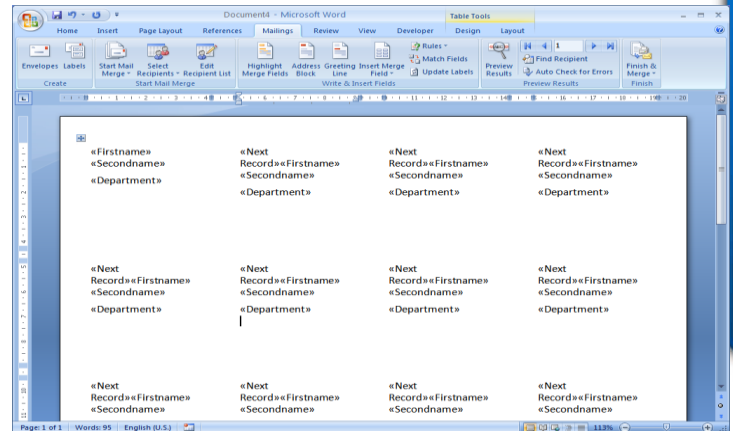 Document4 - Microsoft Word
Table Tools
Home Insert Page Layout References Mailings Review View Developer Design Layout
Envelopes Labels
Start Mail Merge
Select Recipients
Edit Recipient List
Highlight Merge Fields
Address Block
Greeting Line
Insert Merge Field
Rules
Match Fields
Update Labels
Preview Results
1
Find Recipient
Auto Check for Errors
Finish & Merge
Create Start Mail Merge Write & Insert Fields Preview Results Finish
«Firstname» «Next «Next «Next
«Secondname» Record»«Firstname» Record»«Firstname» Record»«Firstname»
«Secondname» «Secondname» «Secondname»
«Department» «Department» «Department» «Department»
«Next «Next «Next «Next
Record»«Firstname» Record»«Firstname» Record»«Firstname» Record»«Firstname»
«Secondname» «Secondname» «Secondname» «Secondname»
«Department» «Department» «Department» «Department»
«Next «Next «Next «Next
Record»«Firstname» Record»«Firstname» Record»«Firstname» Record»«Firstname»
«Secondname» «Secondname» «Secondname» «Secondname»
Page: 1 of 1 Words: 95 English (U.S.) 113%